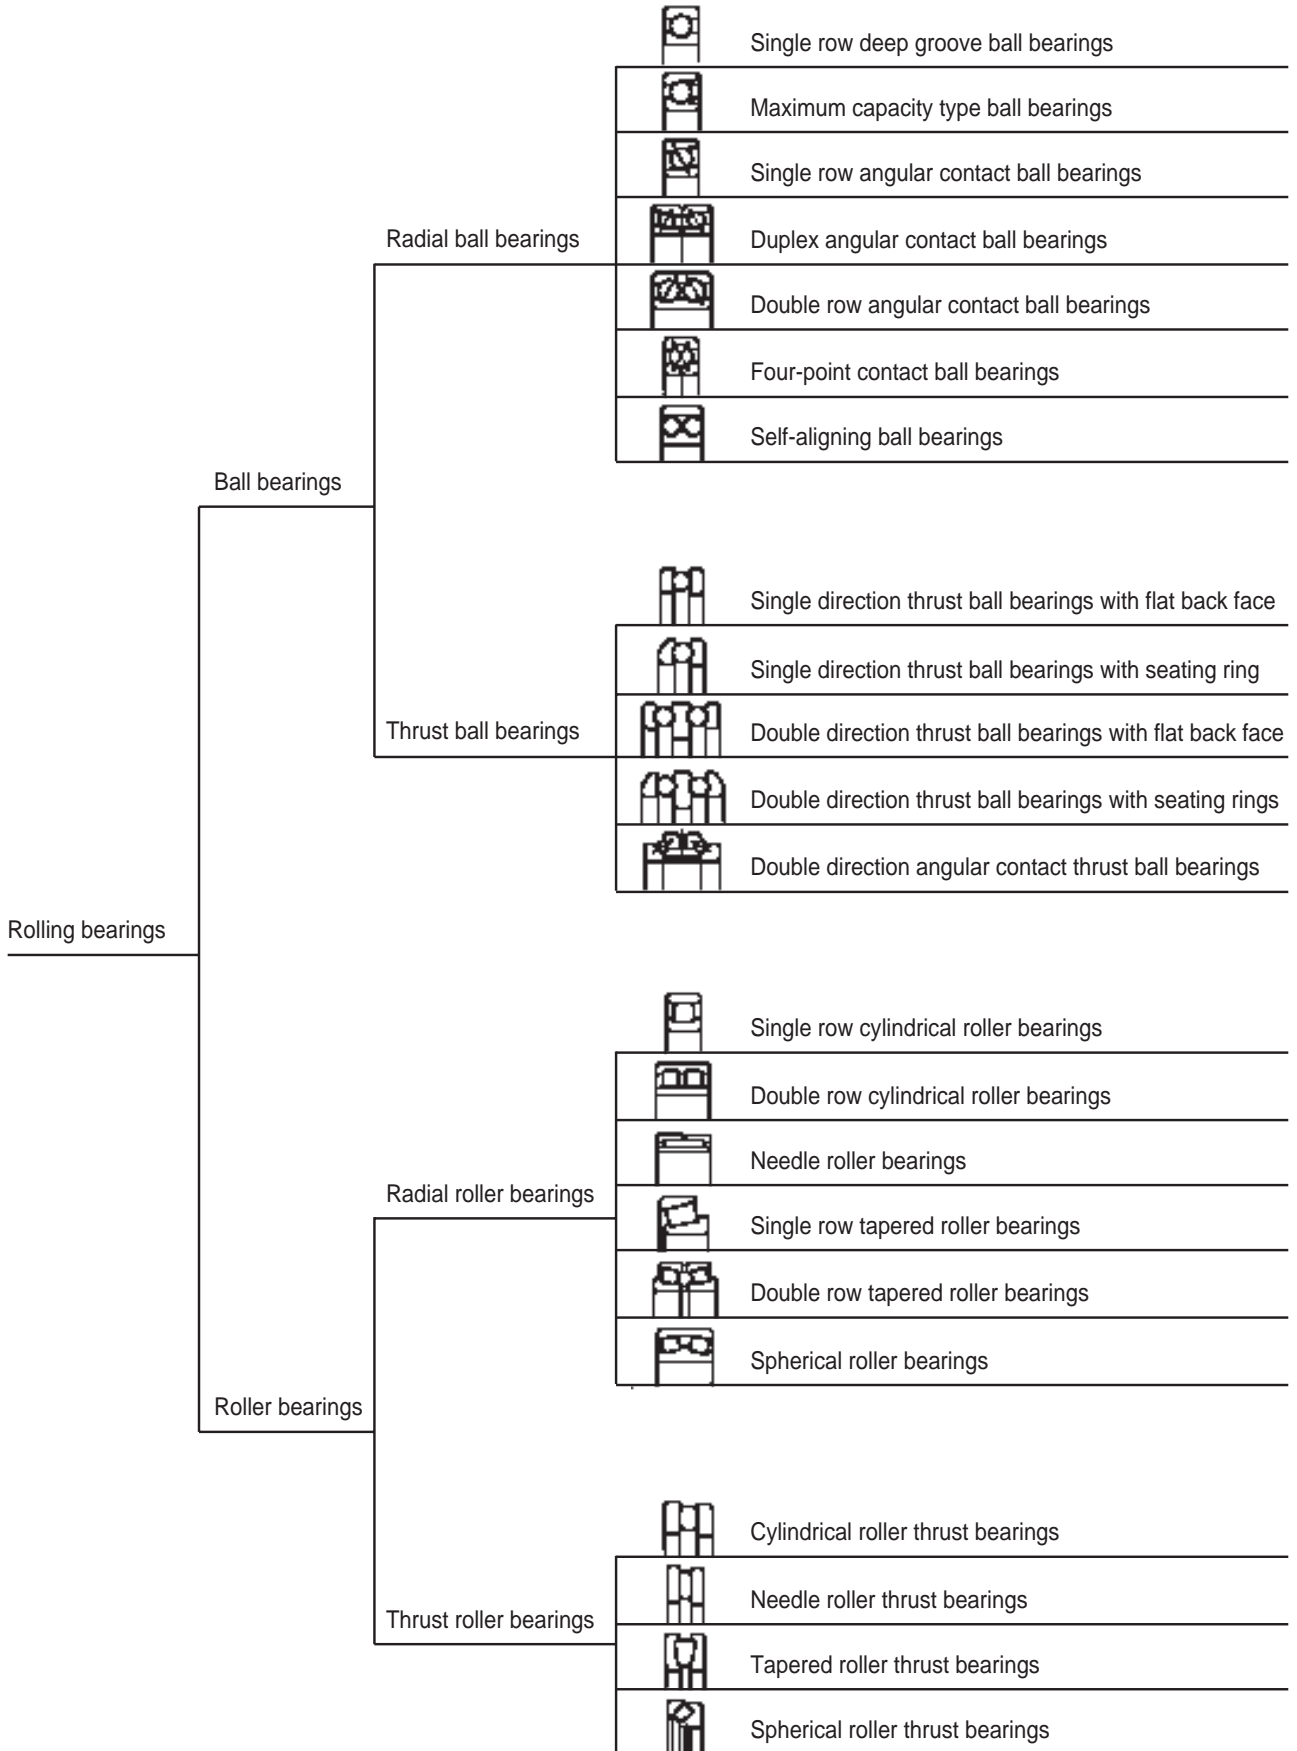 Single row deep groove ball bearings
Maximum capacity type ball bearings
Single row angular contact ball bearings
Radial ball bearings
Duplex angular contact ball bearings
Double row angular contact ball bearings
Four-point contact ball bearings
Self-aligning ball bearings
Ball bearings
Single direction thrust ball bearings with flat back face
Single direction thrust ball bearings with seating ring
Thrust ball bearings
Double direction thrust ball bearings with flat back face
Double direction thrust ball bearings with seating rings
Double direction angular contact thrust ball bearings
Rolling bearings
Single row cylindrical roller bearings
Double row cylindrical roller bearings
Needle roller bearings
Radial roller bearings
Single row tapered roller bearings
Double row tapered roller bearings
Spherical roller bearings
Roller bearings
Cylindrical roller thrust bearings
Needle roller thrust bearings
Thrust roller bearings
Tapered roller thrust bearings
Spherical roller thrust bearings